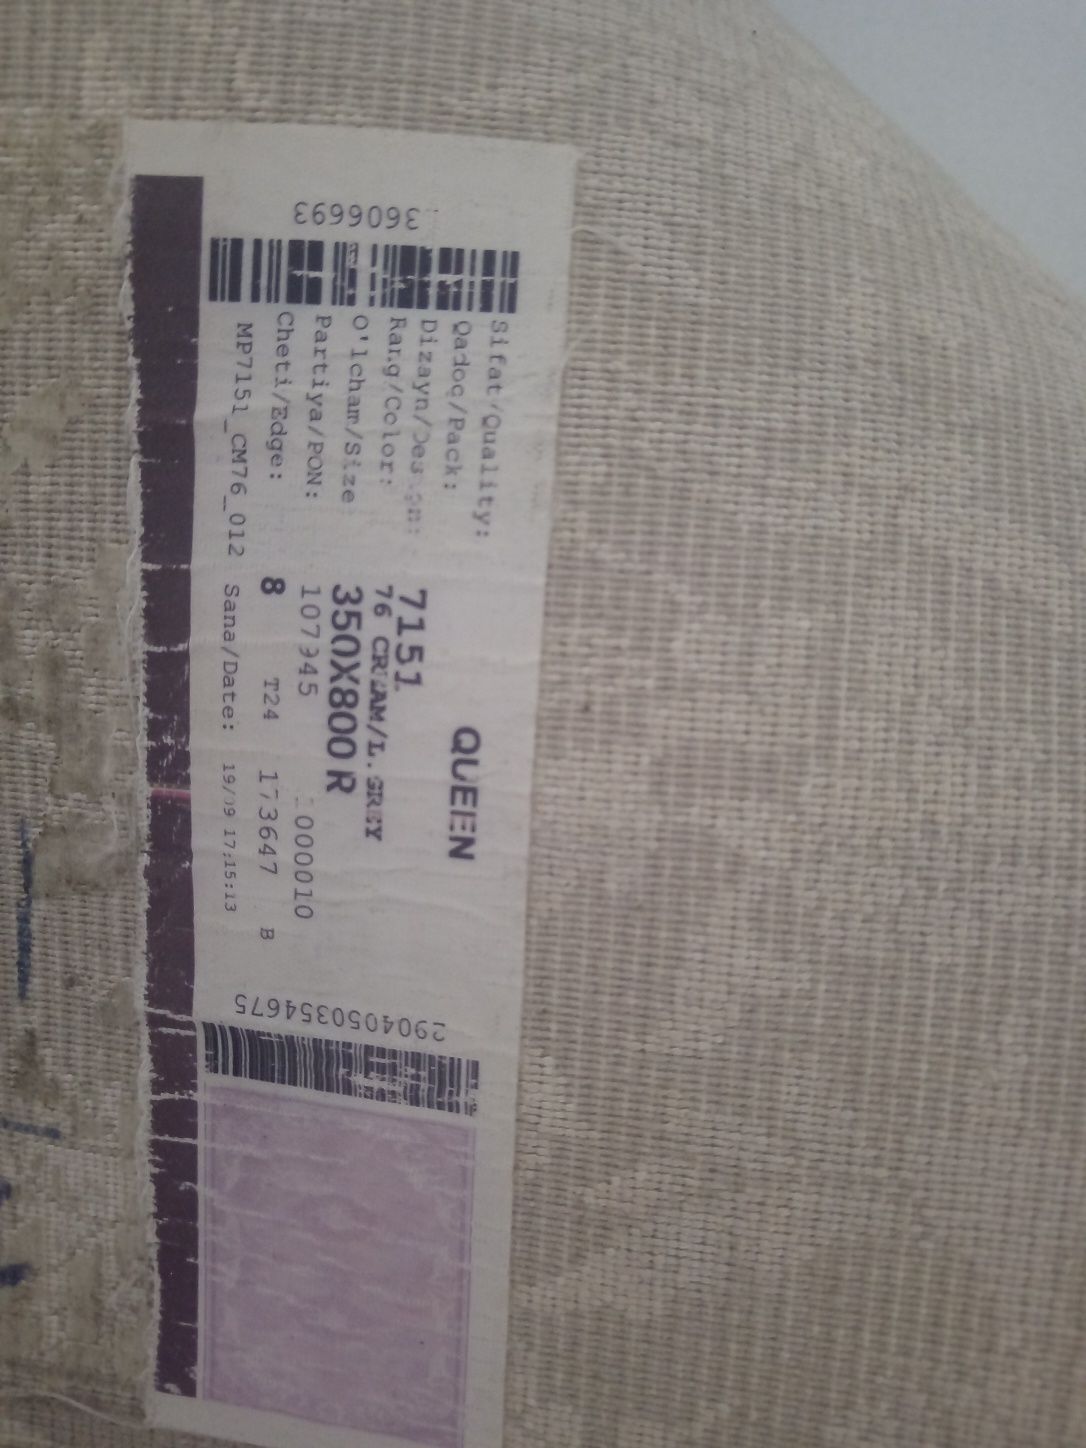 3606693
Sifat/Quality: QUEEN
Qadoq/Pack:
Dizayn/Design: 7151
Rang/Color: 76 CREAM/L.GREY
O'lcham/Size 350X800 R
Partiya/PON: 107945 000010
Cheti/Edge: 8 T24 173647 B
MP7151_CM76_012 Sana/Date: 19/09 17:15:13
2904050354675